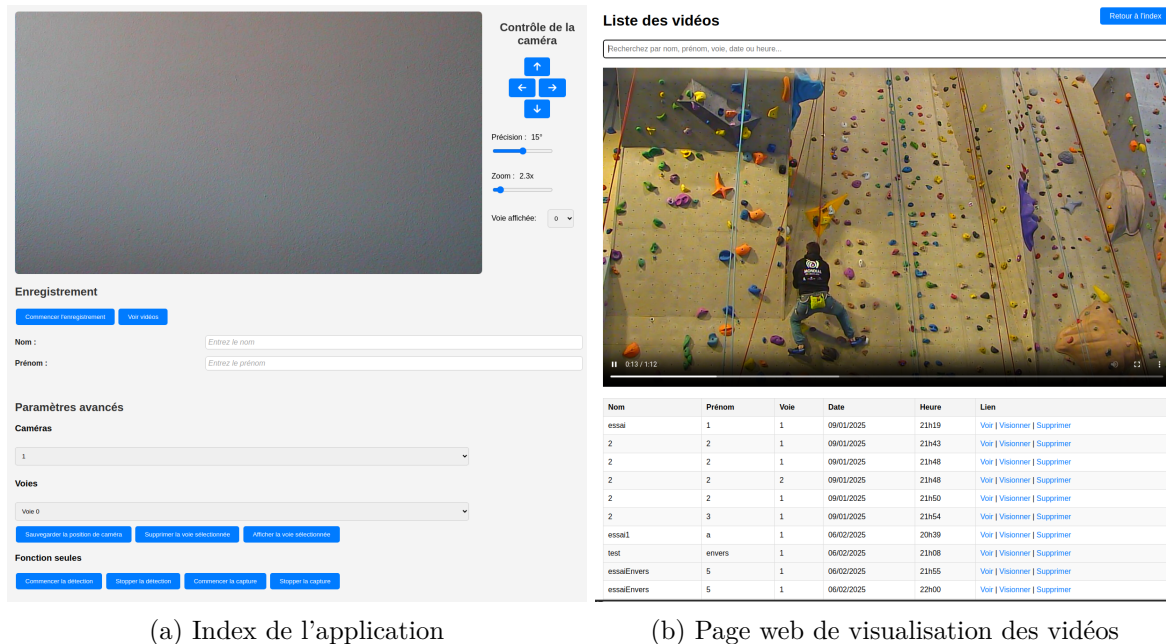 Contrôle de la
caméra
Précision : 15°
Zoom : 2.3x
Voie affichée: 0
Enregistrement
Commencer l'enregistrement Voir vidéos
Nom : Entrez le nom
Prénom : Entrez le prénom
Paramètres avancés
Caméras
1
Voies
Voie 0
Sauvegarder la position de caméra Supprimer la voie sélectionnée Afficher la voie sélectionnée
Fonction seules
Commencer la détection Stopper la détection Commencer la capture Stopper la capture
(a) Index de l'application
Liste des vidéos
Retour à l'index
Recherchez par nom, prénom, voie, date ou heure...
MONDIAL
0:13 / 1:12
Nom Prénom Voie Date Heure Lien
essai 1 1 09/01/2025 21h19 Voir | Visionner | Supprimer
2 2 1 09/01/2025 21h43 Voir | Visionner | Supprimer
2 2 1 09/01/2025 21h48 Voir | Visionner | Supprimer
2 2 2 09/01/2025 21h48 Voir | Visionner | Supprimer
2 2 1 09/01/2025 21h50 Voir | Visionner | Supprimer
2 3 1 09/01/2025 21h54 Voir | Visionner | Supprimer
essai1 a 1 06/02/2025 20h39 Voir | Visionner | Supprimer
test envers 1 06/02/2025 21h08 Voir | Visionner | Supprimer
essaiEnvers 5 1 06/02/2025 21h55 Voir | Visionner | Supprimer
essaiEnvers 5 1 06/02/2025 22h00 Voir | Visionner | Supprimer
(b) Page web de visualisation des vidéos